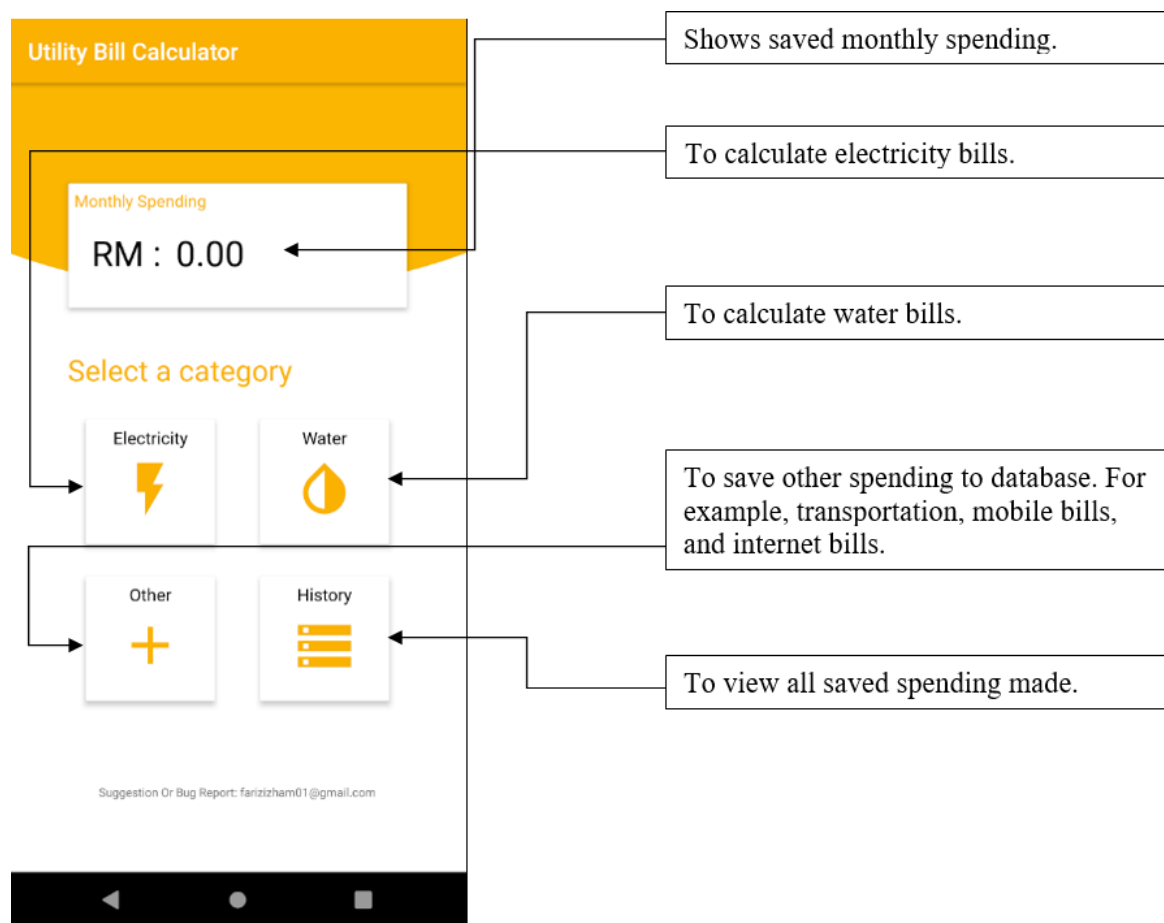 Utility Bill Calculator
Monthly Spending
RM : 0.00
Select a category
Electricity
Water
Other
History
Suggestion Or Bug Report: farizizham01@gmail.com
Shows saved monthly spending.
To calculate electricity bills.
To calculate water bills.
To save other spending to database. For
example, transportation, mobile bills,
and internet bills.
To view all saved spending made.